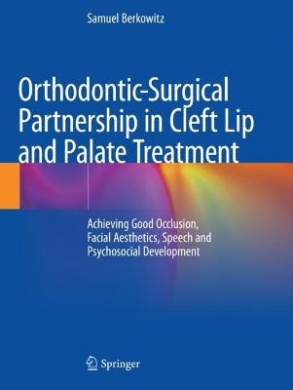 Samuel Berkowitz
Orthodontic-Surgical
Partnership in Cleft Lip
and Palate Treatment
Achieving Good Occlusion,
Facial Aesthetics, Speech and
Psychosocial Development
Springer